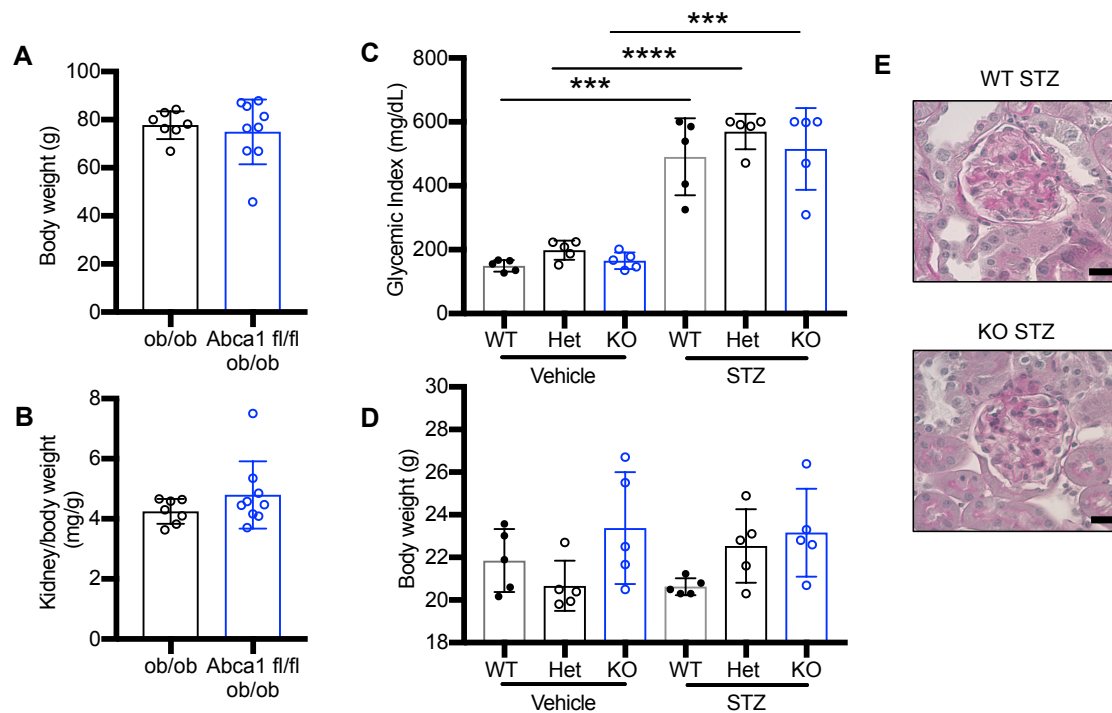 A
Body weight (g)
100
80
60
40
20
0
ob/ob Abca1 fl/fl
ob/ob
B
Kidney/body weight
(mg/g)
8
6
4
2
0
ob/ob Abca1 fl/fl
ob/ob
C
***
****
***
Glycemic Index (mg/dL)
800
600
400
200
0
WT Het KO WT Het KO
Vehicle STZ
D
Body weight (g)
30
28
26
24
22
20
18
WT Het KO WT Het KO
Vehicle STZ
E
WT STZ
KO STZ